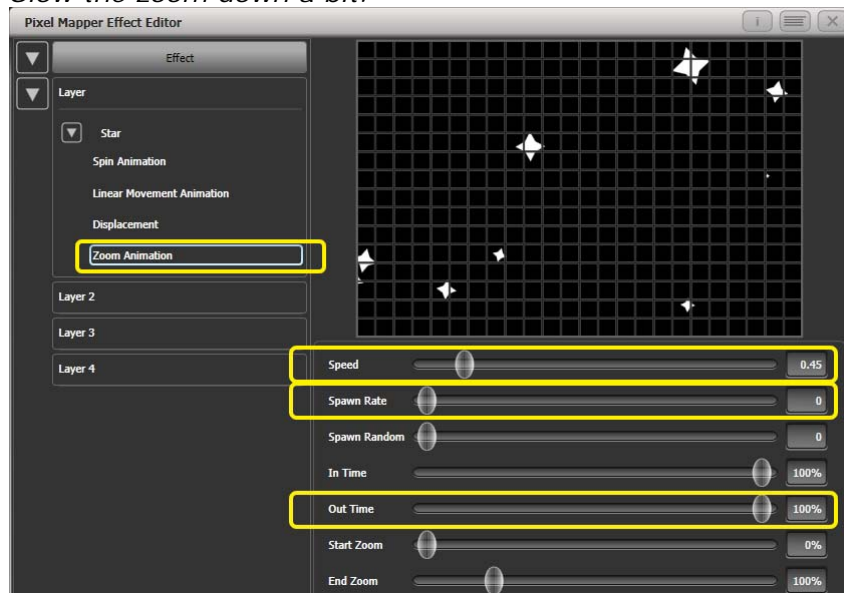 Slow the zoom down a bit?
Pixel Mapper Effect Editor
i
Effect
Layer
Star
Spin Animation
Linear Movement Animation
Displacement
Zoom Animation
Layer 2
Layer 3
Layer 4
Speed 0.45
Spawn Rate 0
Spawn Random 0
In Time 100%
Out Time 100%
Start Zoom 0%
End Zoom 100%